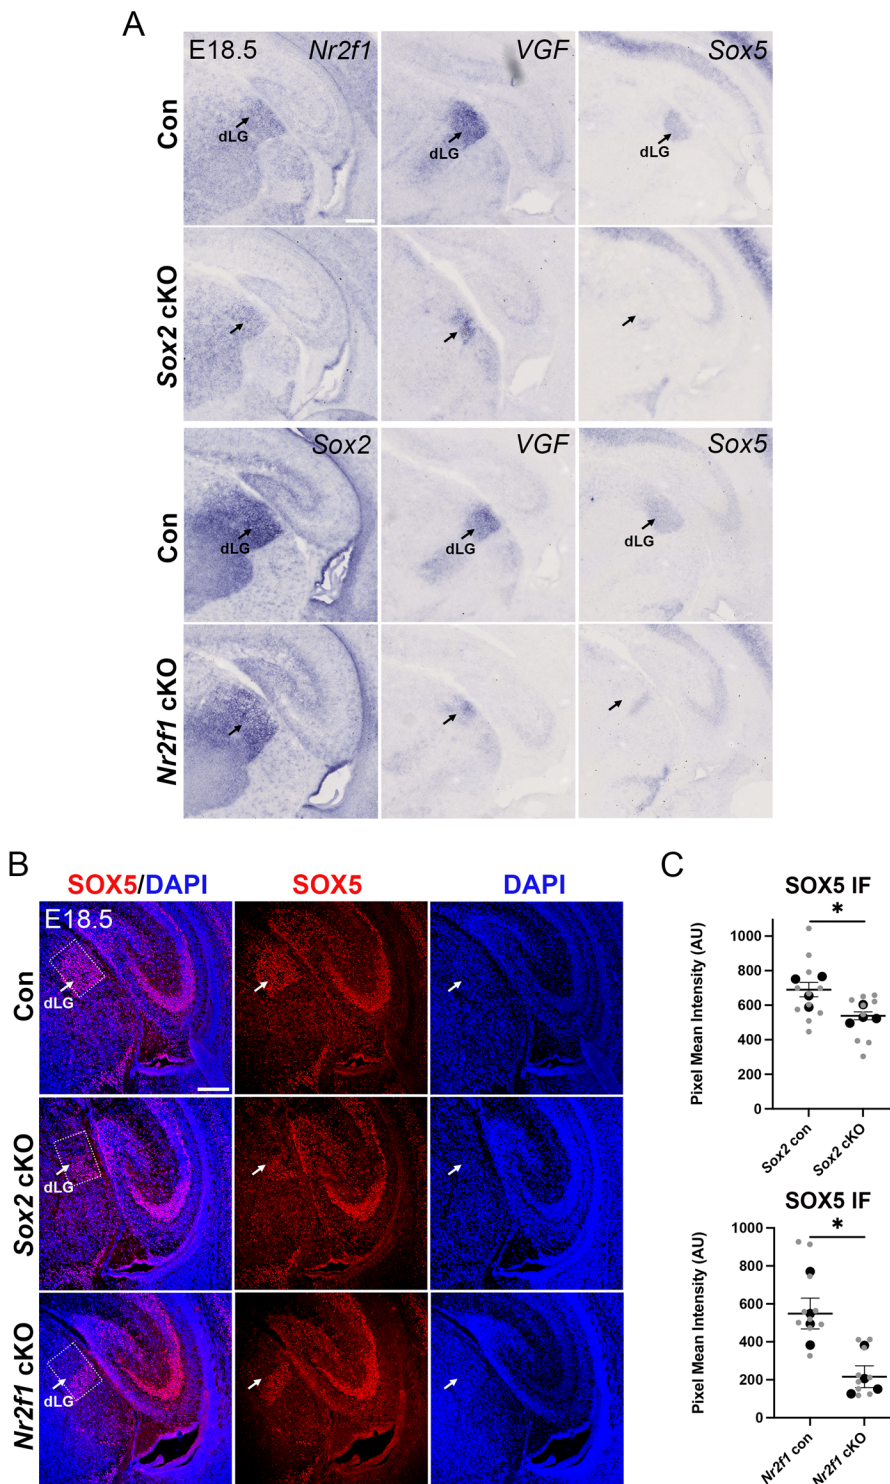 A
E18.5 Nr2f1 VGF Sox5
Con
dLG dLG dLG
Sox2 cKO
Sox2 VGF Sox5
Con
dLG dLG dLG
Nr2f1 cKO
B
SOX5/DAPI SOX5 DAPI
E18.5
Con
dLG
Sox2 cKO
dLG
Nr2f1 cKO
dLG
C
SOX5 IF
*
Pixel Mean Intensity (AU)
1000
800
600
400
200
0
Sox2 con
Sox2 cKO
SOX5 IF
*
Pixel Mean Intensity (AU)
1000
800
600
400
200
0
Nr2f1 con
Nr2f1 cKO